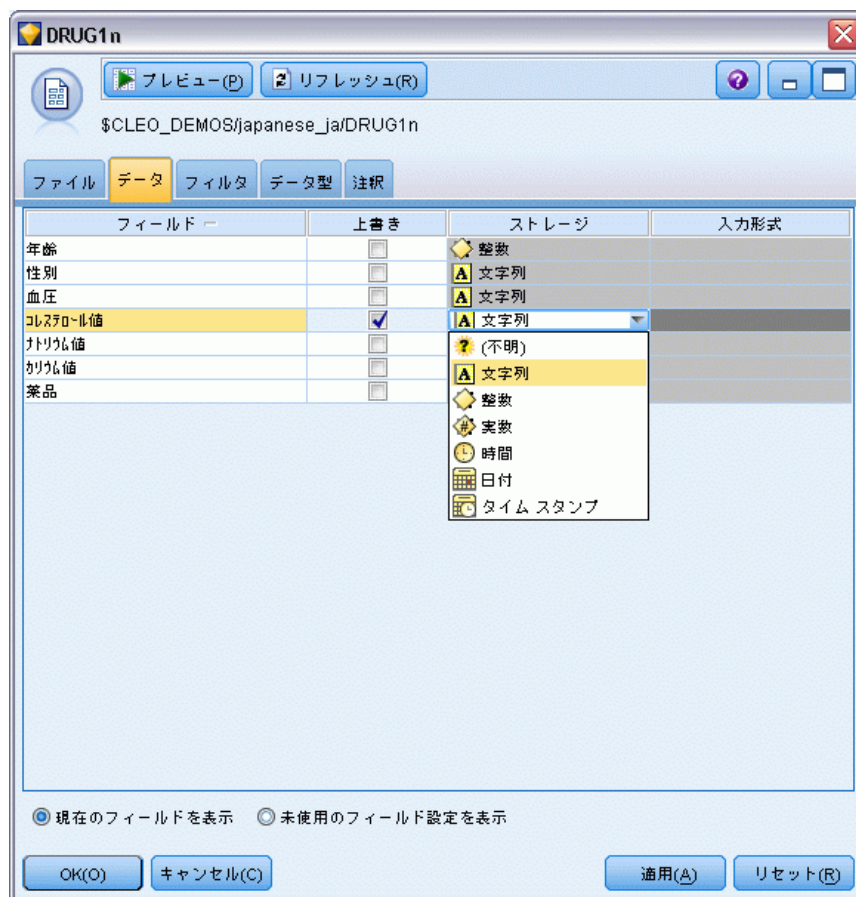 DRUG1n
プレビュー(P) リフレッシュ(R)
$CLEO_DEMOS/japanese_ja/DRUG1n
ファイル データ フィルタ データ型 注釈
フィールド 上書き ストレージ 入力形式
年齢 整数
性別 文字列
血圧 文字列
コレステロール値 文字列
ナトリウム値 (不明)
カリウム値 文字列
薬品 整数
実数
時間
日付
タイム スタンプ
現在のフィールドを表示 未使用のフィールド設定を表示
OK(O) キャンセル(C) 適用(A) リセット(R)